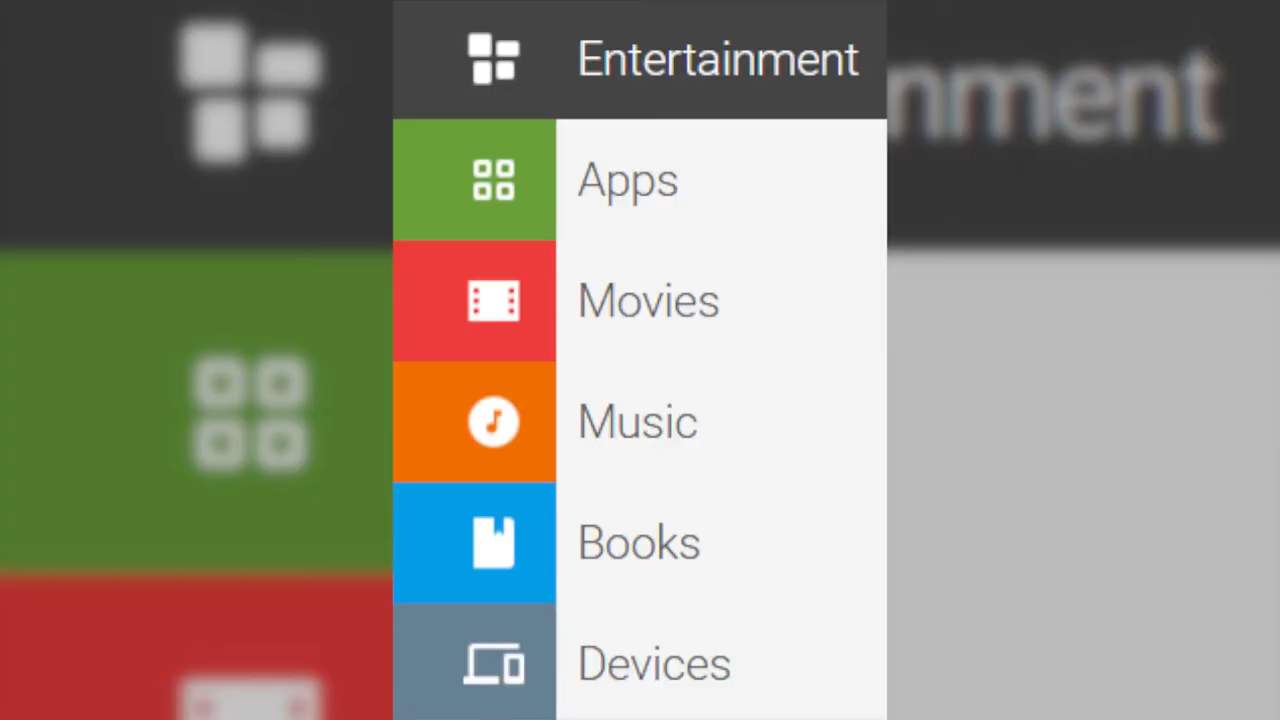 Entertainment
Apps
Movies
Music
Books
Devices